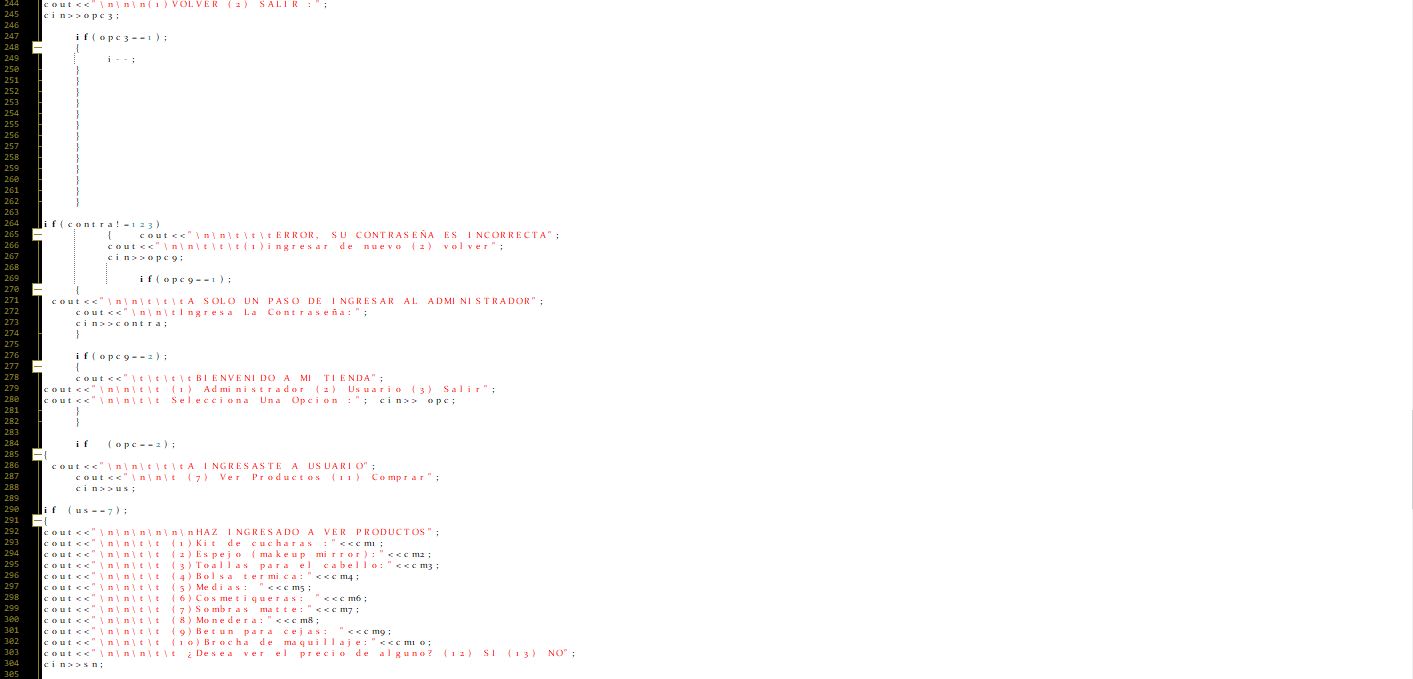 244 cout<<"\n\n\n(1)VOLVER (2) SALIR :";
245 cin>>opc3;
246
247 if(opc3==1);
248 {
249 i--;
250 }
251 }
252 }
253 }
254 }
255 }
256 }
257 }
258 }
259 }
260 }
261 }
262 }
263
264 if(contra!=123)
265 { cout<<"\n\n\t\t\t\tERROR, SU CONTRASEÑA ES INCORRECTA";
266 cout<<"\n\n\t\t\t\t(1)ingresar de nuevo (2) volver";
267 cin>>opc9;
268
269 if(opc9==1);
270 {
271 cout<<"\n\n\t\t\tA SOLO UN PASO DE INGRESAR AL ADMINISTRADOR";
272 cout<<"\n\n\tIngresa La Contraseña:";
273 cin>>contra;
274 }
275
276 if(opc9==2);
277 {
278 cout<<"\t\t\t\t\tBIENVENIDO A MI TIENDA";
279 cout<<"\n\n\t\t (1) Administrador (2) Usuario (3) Salir";
280 cout<<"\n\n\t\t Selecciona Una Opcion :"; cin>> opc;
281 }
282 }
283
284 if (opc==2);
285 {
286 cout<<"\n\n\t\t\tA INGRESASTE A USUARIO";
287 cout<<"\n\n\t (7) Ver Productos (11) Comprar";
288 cin>>us;
289
290 if (us==7);
291 {
292 cout<<"\n\n\n\n\n\nHAZ INGRESADO A VER PRODUCTOS";
293 cout<<"\n\n\t\t (1)Kit de cucharas :"<<cm1;
294 cout<<"\n\n\t\t (2)Espejo (makeup mirror):"<<cm2;
295 cout<<"\n\n\t\t (3)Toallas para el cabello:"<<cm3;
296 cout<<"\n\n\t\t (4)Bolsa termica:"<<cm4;
297 cout<<"\n\n\t\t (5)Medias: "<<cm5;
298 cout<<"\n\n\t\t (6)Cosmetiqueras: "<<cm6;
299 cout<<"\n\n\t\t (7)Sombras matte:"<<cm7;
300 cout<<"\n\n\t\t (8)Monedera:"<<cm8;
301 cout<<"\n\n\t\t (9)Betun para cejas: "<<cm9;
302 cout<<"\n\n\t\t (10)Brocha de maquillaje:"<<cm10;
303 cout<<"\n\n\n\t\t ¿Desea ver el precio de alguno? (12) SI (13) NO";
304 cin>>sn;
305